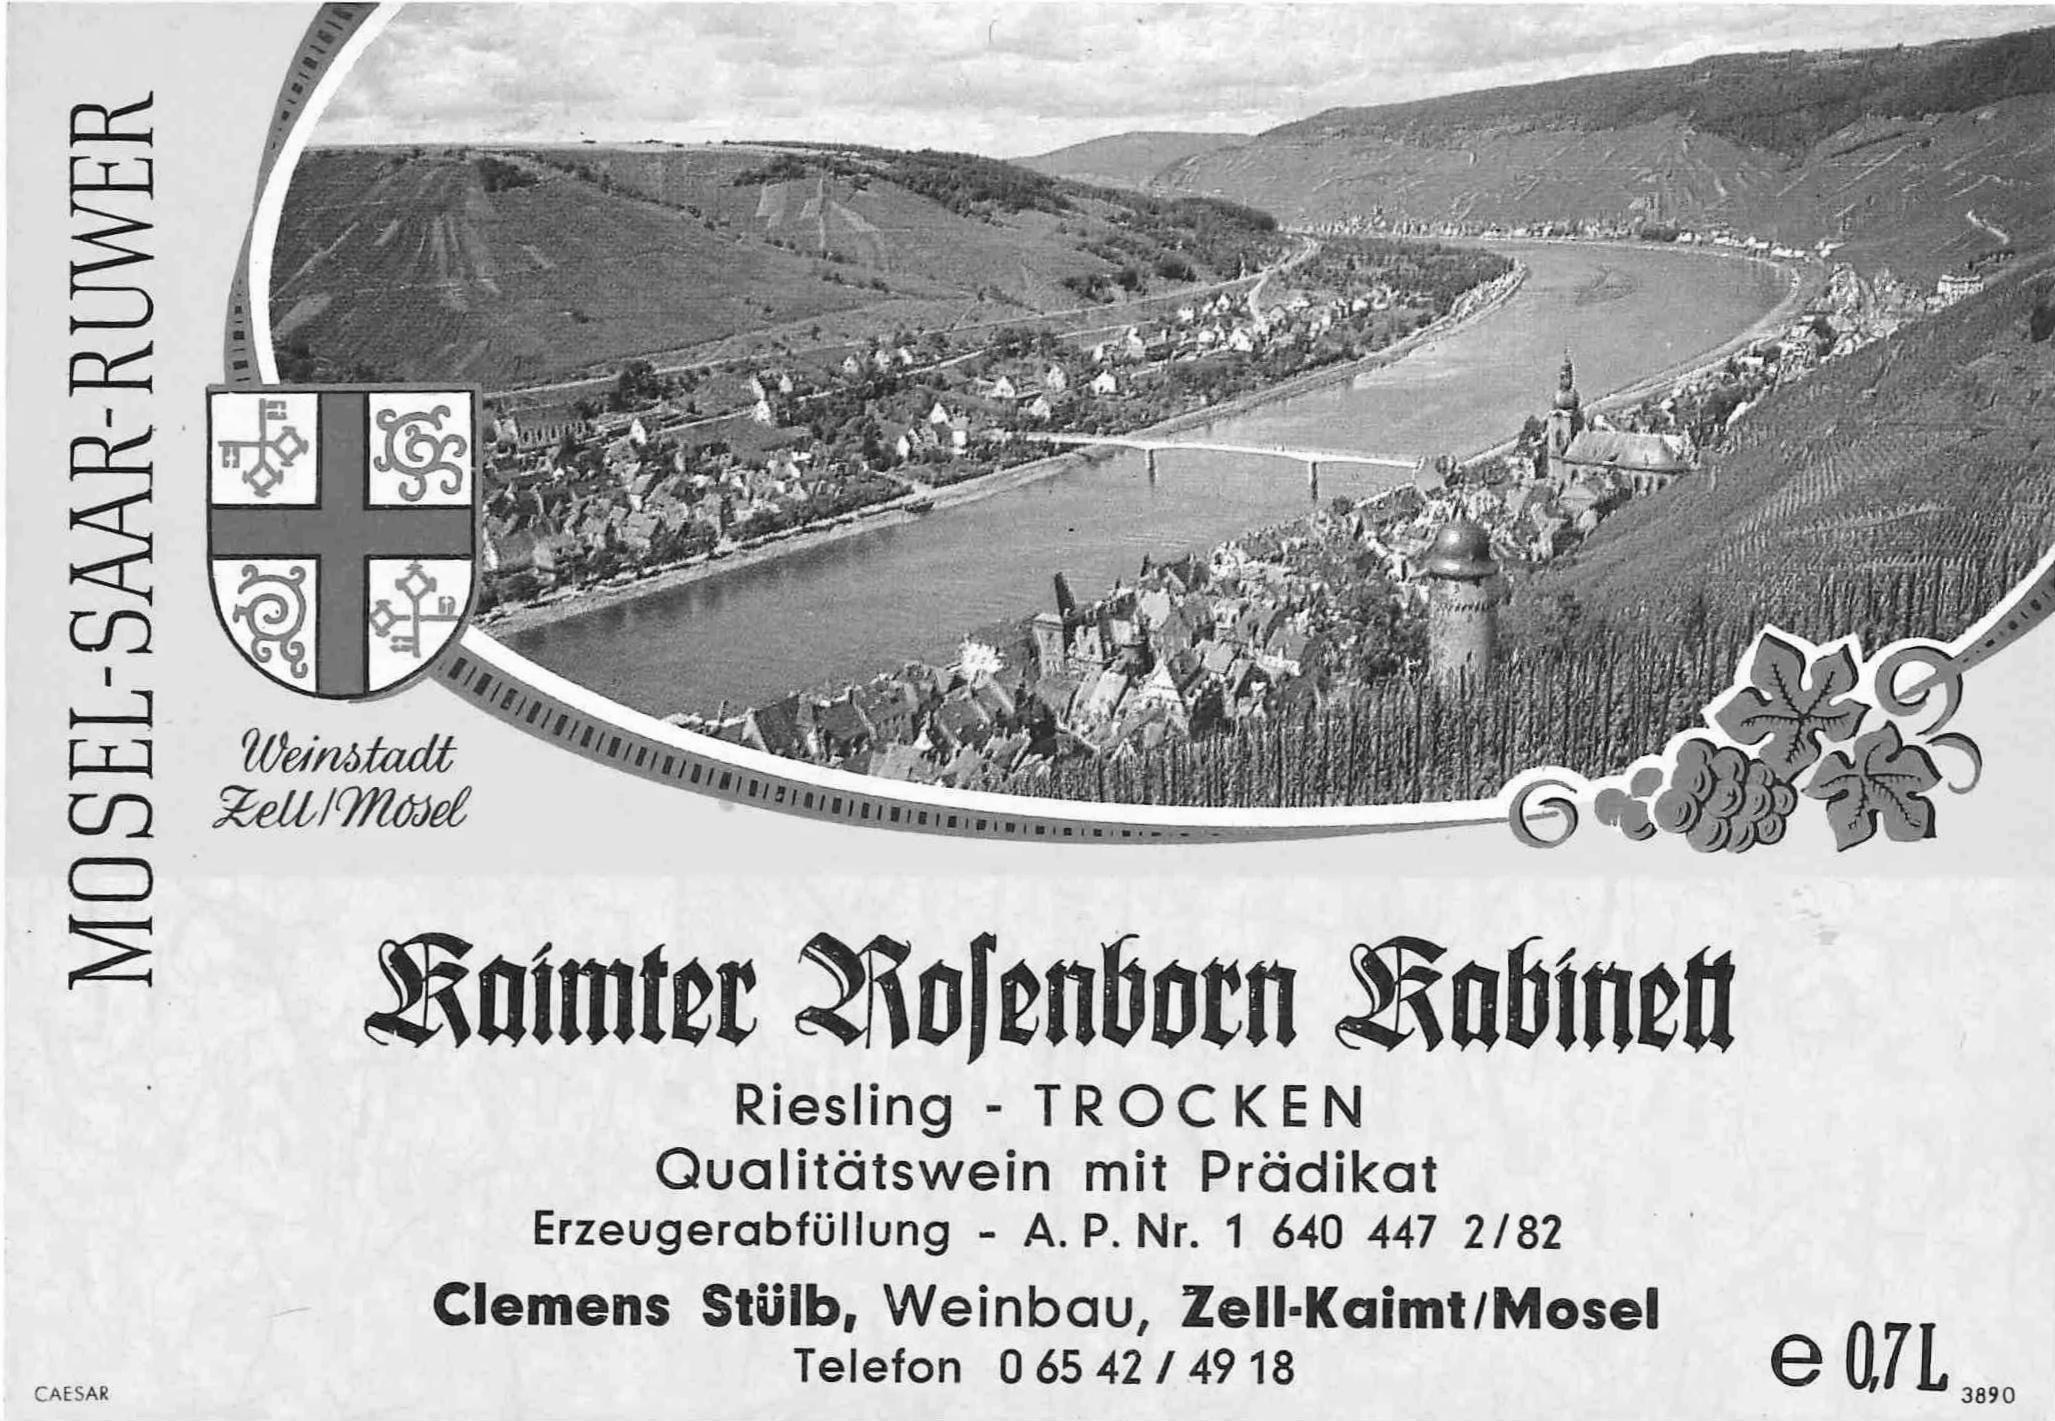 MOSEL-SAAR-RUWER
Weinstadt
Zell/Mosel
Kaimter Rosenborn Kabinett
Riesling - TROCKEN
Qualitätswein mit Prädikat
Erzeugerabfüllung - A. P. Nr. 1 640 447 2/82
Clemens Stülb, Weinbau, Zell-Kaimt/Mosel
Telefon 0 65 42 / 49 18
e 0,7 L
CAESAR
3890